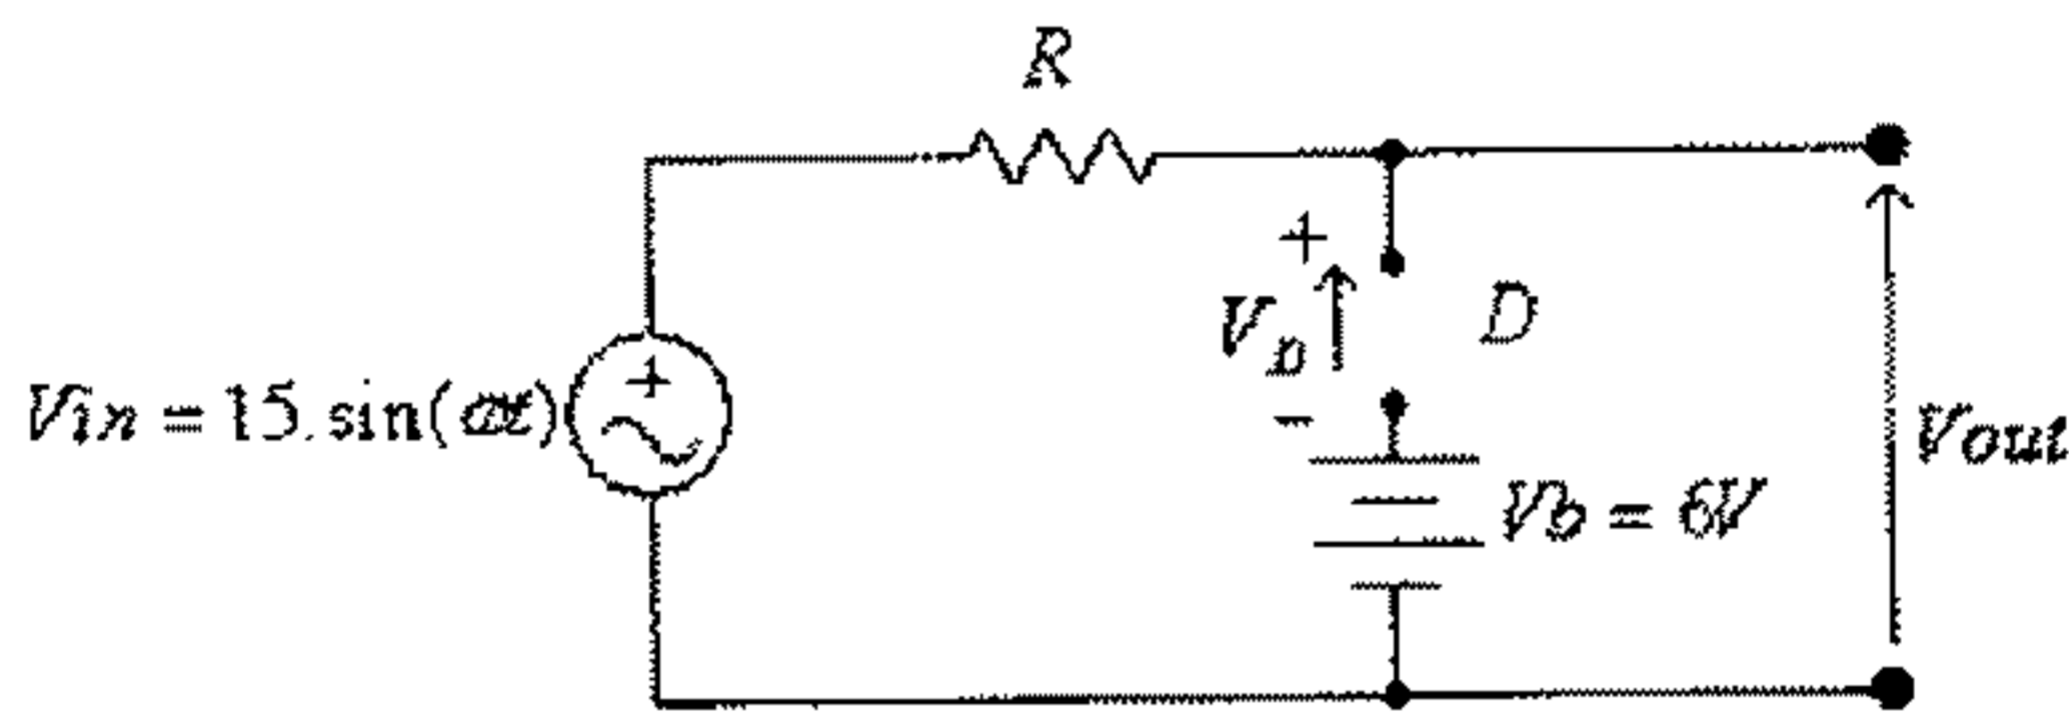 R
+
V_D
D
-
+
Vin = 15.sin(ωt)
Vb = 6V
Vout